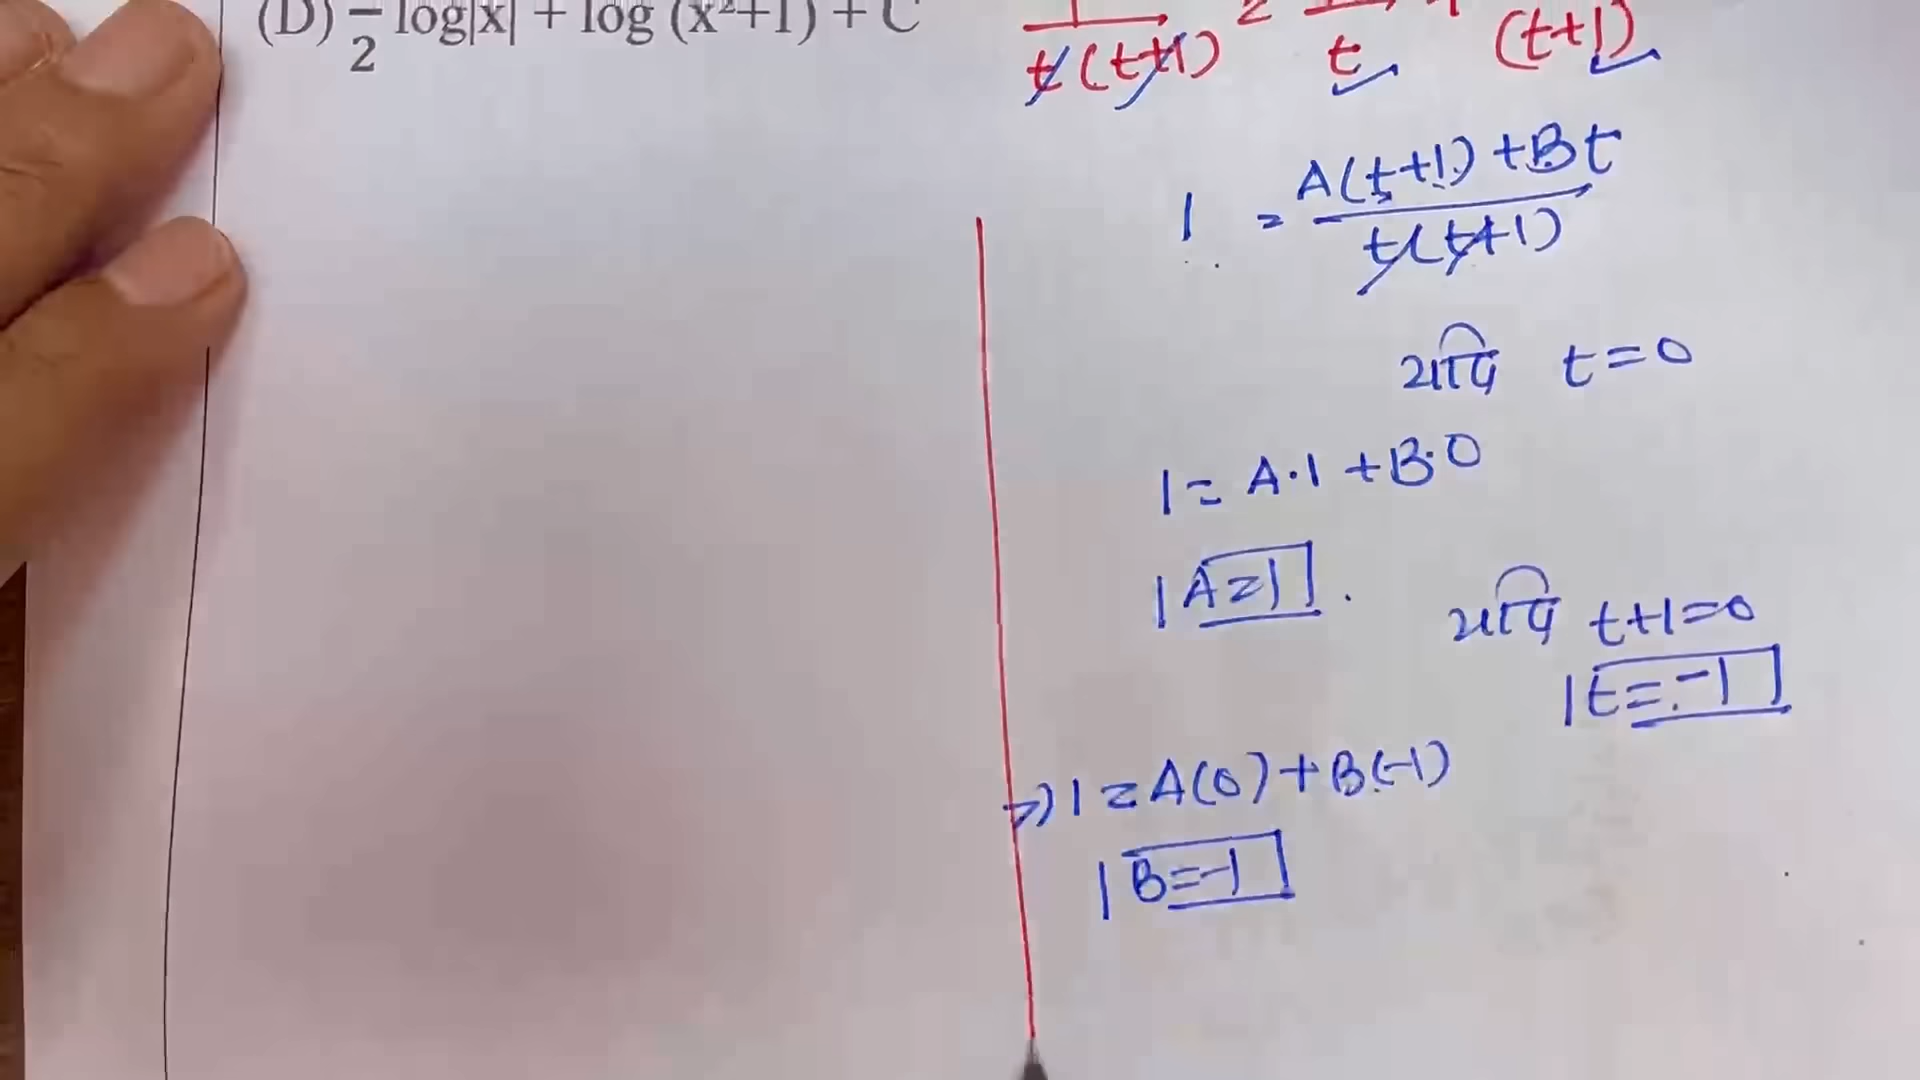 (D) 1/2 log|x| + log (x²+1) + C
t(t+1) = t + (t+1)
1 = A(t+1) + Bt
t(t+1)
यदि t=0
1 = A·1 + B·0
A=1
यदि t+1=0
t=-1
⇒ 1 = A(0) + B(-1)
B=-1